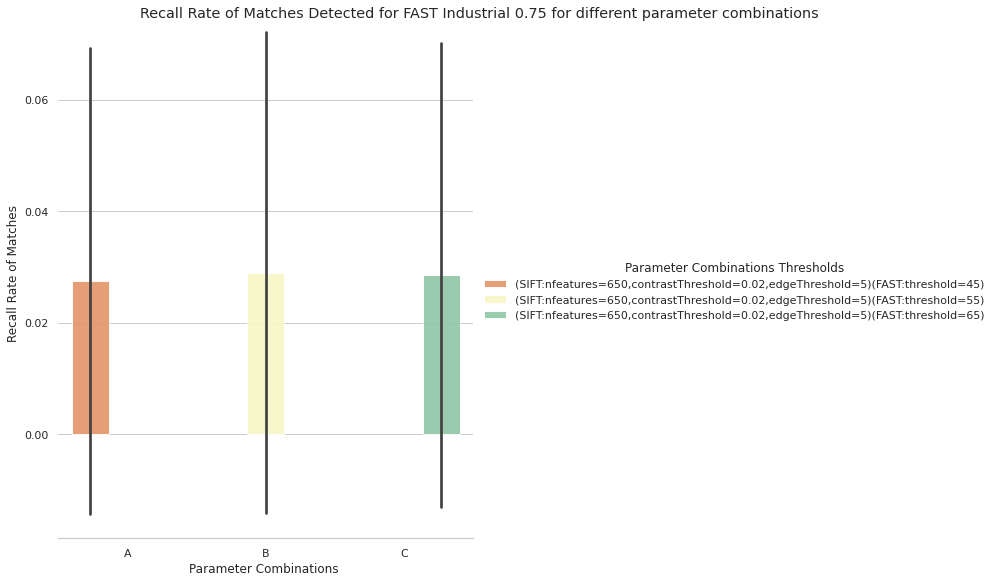 Recall Rate of Matches Detected for FAST Industrial 0.75 for different parameter combinations
Recall Rate of Matches
0.06
0.04
0.02
0.00
A
B
C
Parameter Combinations
Parameter Combinations Thresholds
(SIFT:nfeatures=650,contrastThreshold=0.02,edgeThreshold=5)(FAST:threshold=45)
(SIFT:nfeatures=650,contrastThreshold=0.02,edgeThreshold=5)(FAST:threshold=55)
(SIFT:nfeatures=650,contrastThreshold=0.02,edgeThreshold=5)(FAST:threshold=65)